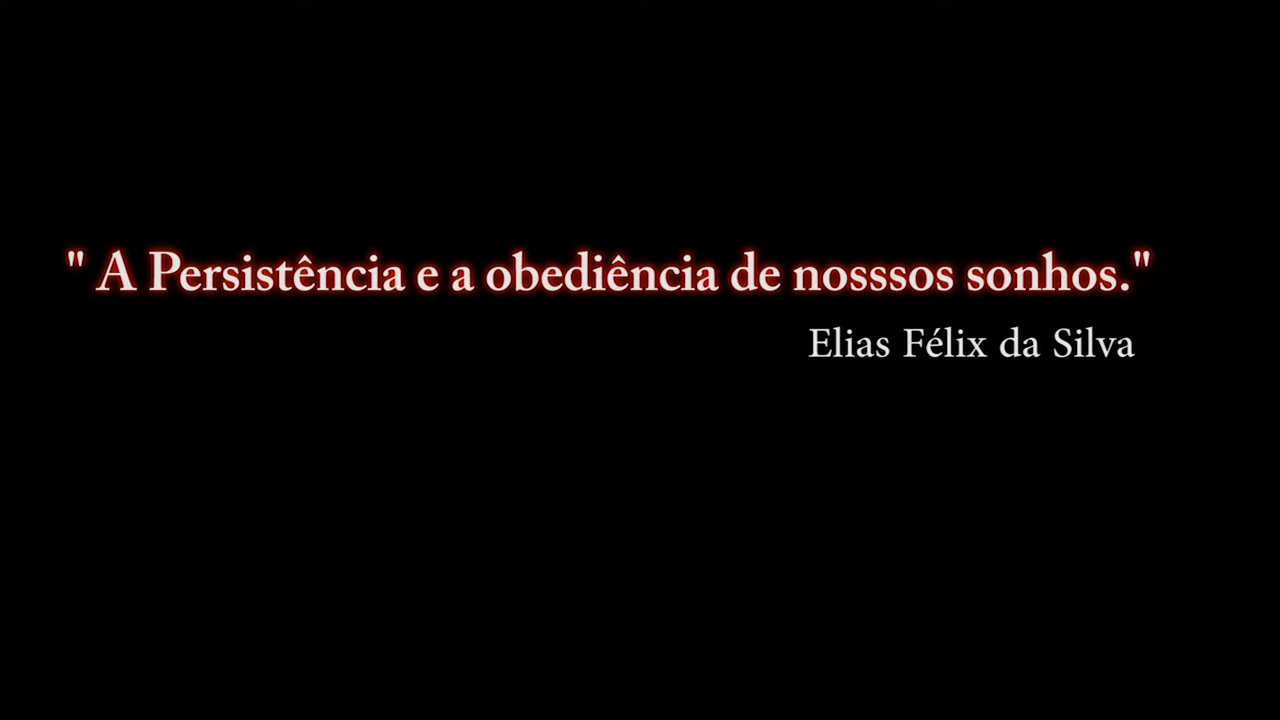 " A Persistência e a obediência de nosssos sonhos."
Elias Félix da Silva